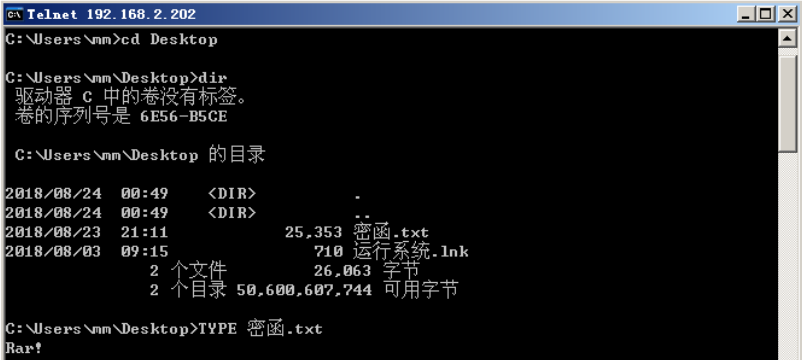 Telnet 192.168.2.202
C:\Users\mm>cd Desktop
C:\Users\mm\Desktop>dir
驱动器 C 中的卷没有标签。
卷的序列号是 6E56-B5CE
C:\Users\mm\Desktop 的目录
2018/08/24 00:49 <DIR> .
2018/08/24 00:49 <DIR> ..
2018/08/23 21:11 25,353 密函.txt
2018/08/03 09:15 710 运行系统.lnk
2 个文件 26,063 字节
2 个目录 50,600,607,744 可用字节
C:\Users\mm\Desktop>TYPE 密函.txt
Rar!